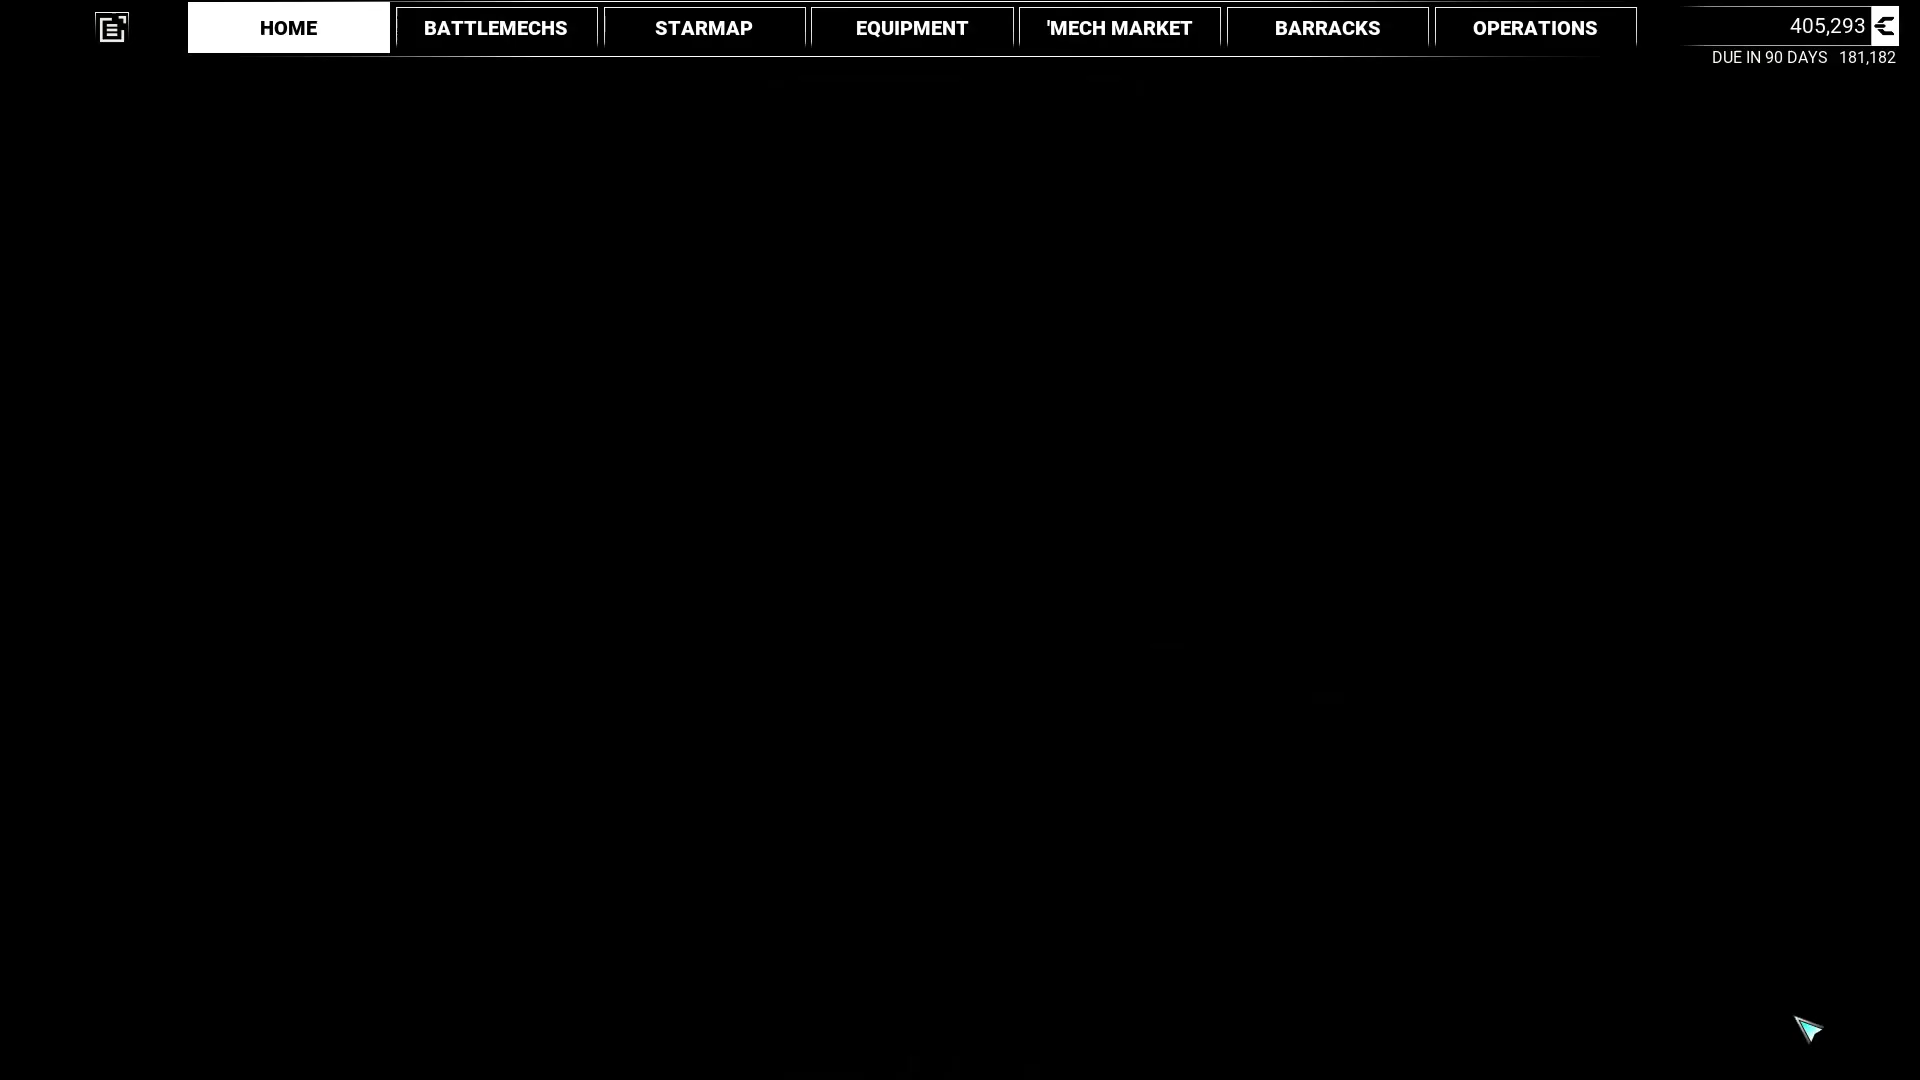 HOME
BATTLEMECHS
STARMAP
EQUIPMENT
'MECH MARKET
BARRACKS
OPERATIONS
405,293
DUE IN 90 DAYS 181,182